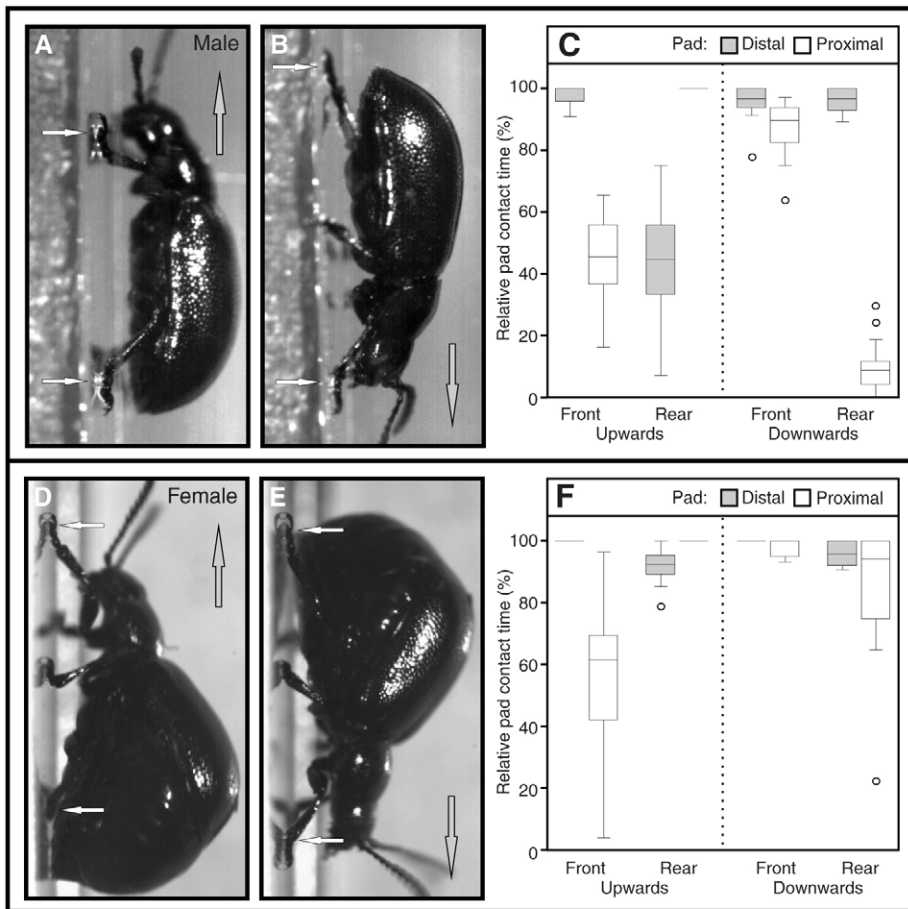 A
Male
B
C
Pad: Distal Proximal
Relative pad contact time (%)
100
80
60
40
20
0
Front Rear Front Rear
Upwards Downwards
D
Female
E
F
Pad: Distal Proximal
Relative pad contact time (%)
100
80
60
40
20
0
Front Rear Front Rear
Upwards Downwards